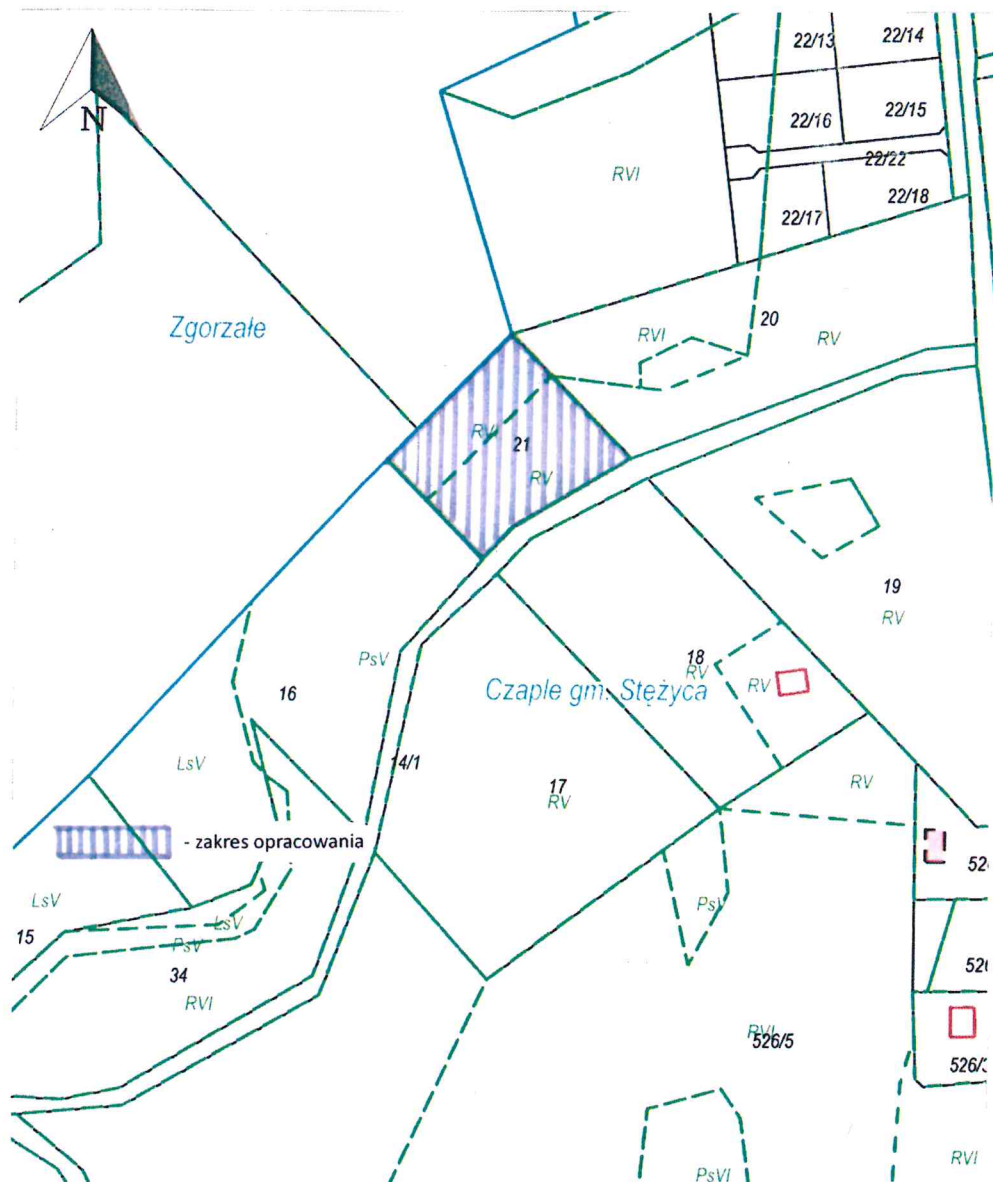 22/13
22/14
N
22/16
22/15
22/22
RVI
22/17
22/18
Zgorzałe
RVI
20
RV
21
RV
19
RV
PsV
18
RV
RV
16
Czaple gm. Stężyca
LsV
14/1
17
RV
RV
- zakres opracowania
LsV
LsV
PsV
15
34
RVI
PsV
RVI
526/5
526/3
PsVI
RVI